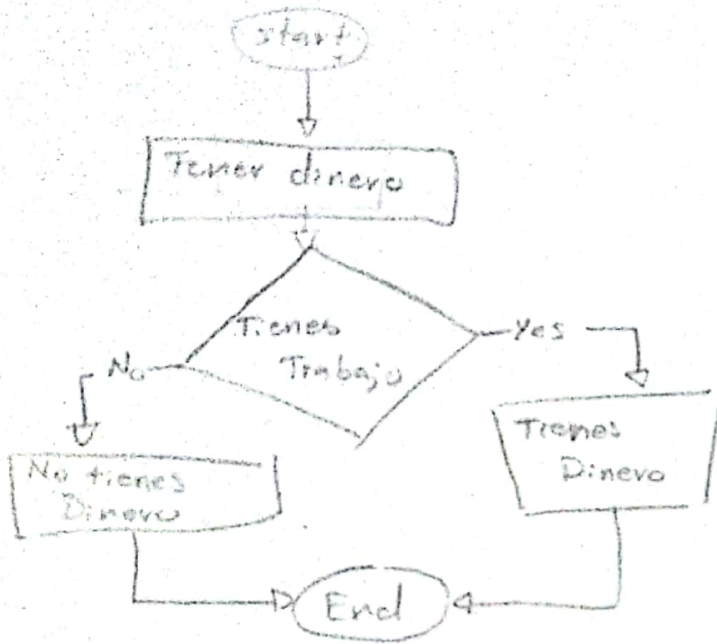 start
Tener dinero
Tienes
Trabajo
No
Yes
No tienes
Dinero
Tienes
Dinero
End